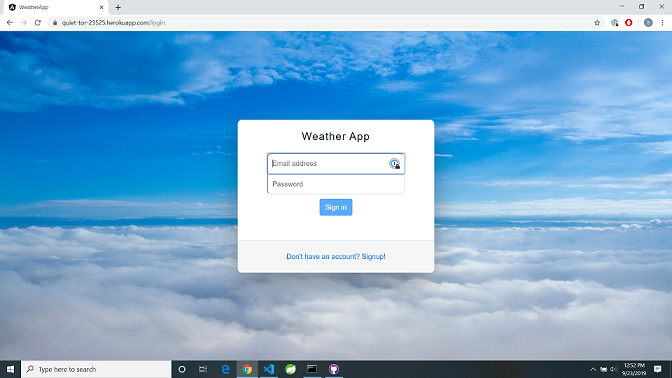 WeatherApp
quiet-tor-23525.herokuapp.com/login
Weather App
Email address
Password
Sign in
Don't have an account? Signup!
Type here to search
12:52 PM
9/23/2019